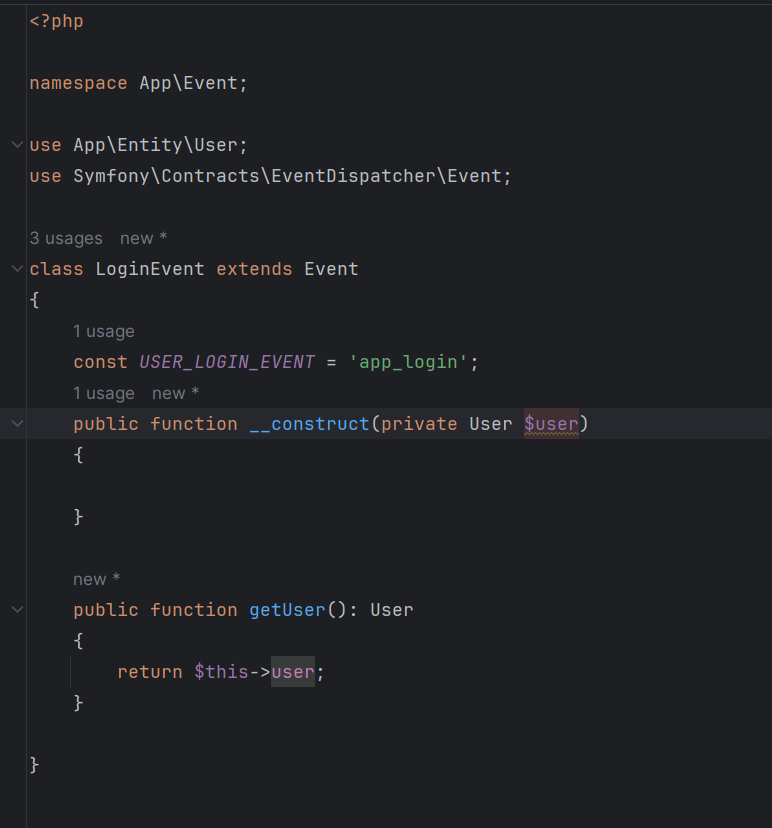 <?php
namespace App\Event;
use App\Entity\User;
use Symfony\Contracts\EventDispatcher\Event;
3 usages new *
class LoginEvent extends Event
{
1 usage
const USER_LOGIN_EVENT = 'app_login';
1 usage new *
public function __construct(private User $user)
{
}
new *
public function getUser(): User
{
return $this->user;
}
}